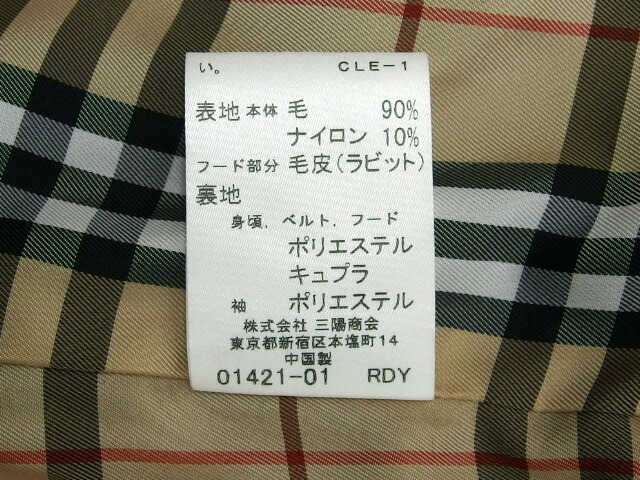 い。 CLE-1
表地 本体 毛 90%
ナイロン 10%
フード部分 毛皮(ラビット)
裏地
身頃．ベルト．フード
ポリエステル
キュプラ
袖 ポリエステル
株式会社 三陽商会
東京都新宿区本塩町14
中国製
01421-01 RDY